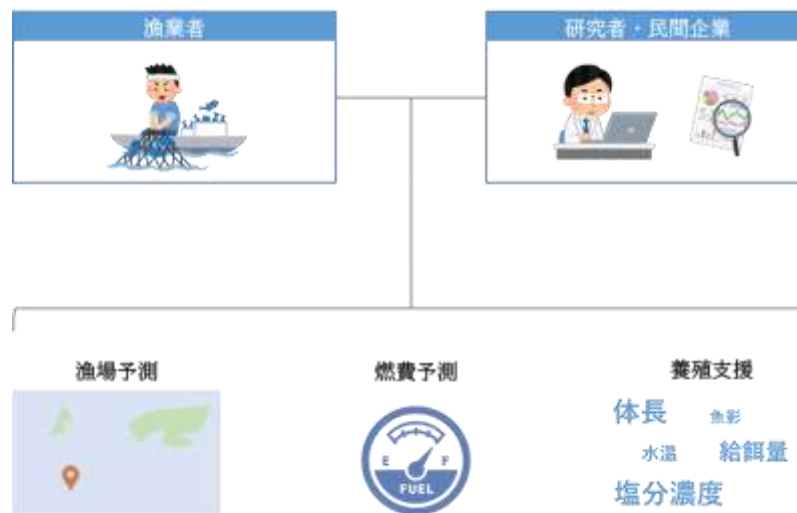 漁業者
研究者・民間企業
漁場予測
燃費予測
養殖支援
体長
魚影
水温
給餌量
塩分濃度
E
F
FUEL